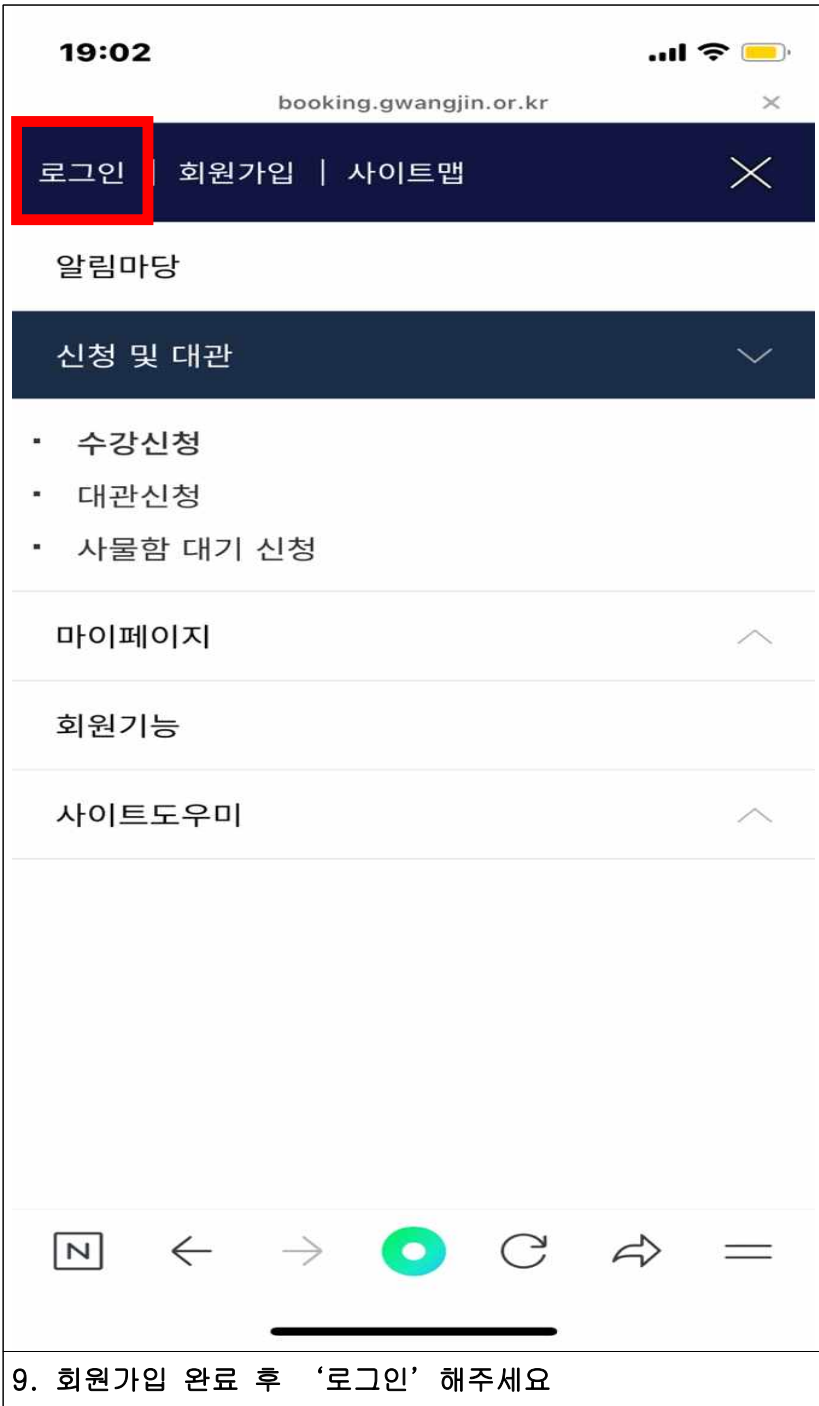 19:02
booking.gwangjin.or.kr
로그인 | 회원가입 | 사이트맵
알림마당
신청 및 대관
▪ 수강신청
▪ 대관신청
▪ 사물함 대기 신청
마이페이지
회원기능
사이트도우미
N
9. 회원가입 완료 후 ‘로그인’ 해주세요